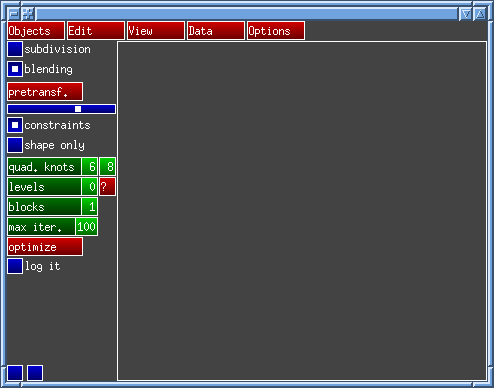 Objects Edit View Data Options
subdivision
blending
pretransf.
constraints
shape only
quad. knots 6 8
levels 0 ?
blocks 1
max iter. 100
optimize
log it